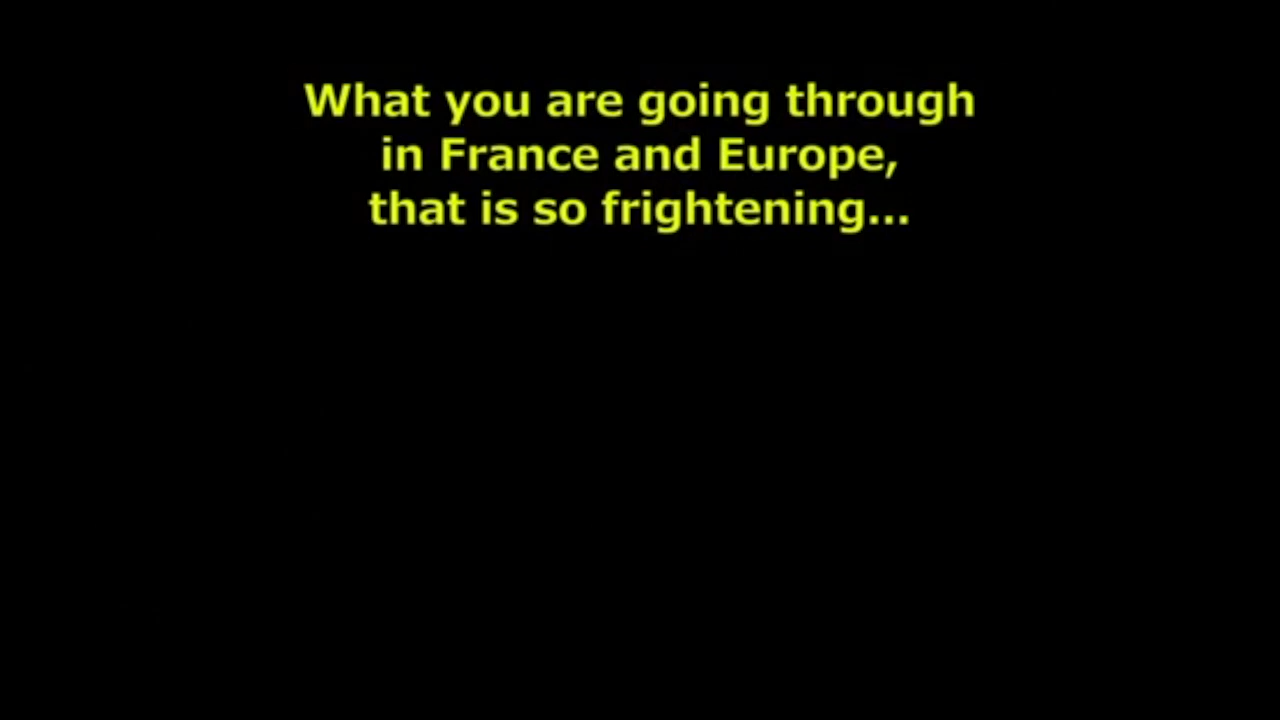 What you are going through
in France and Europe,
that is so frightening...